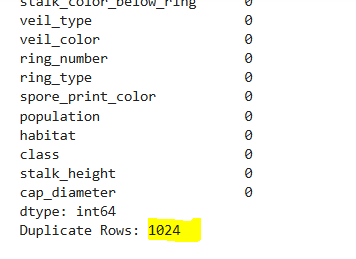 stalk_color_below_ring 0
veil_type 0
veil_color 0
ring_number 0
ring_type 0
spore_print_color 0
population 0
habitat 0
class 0
stalk_height 0
cap_diameter 0
dtype: int64
Duplicate Rows: 1024